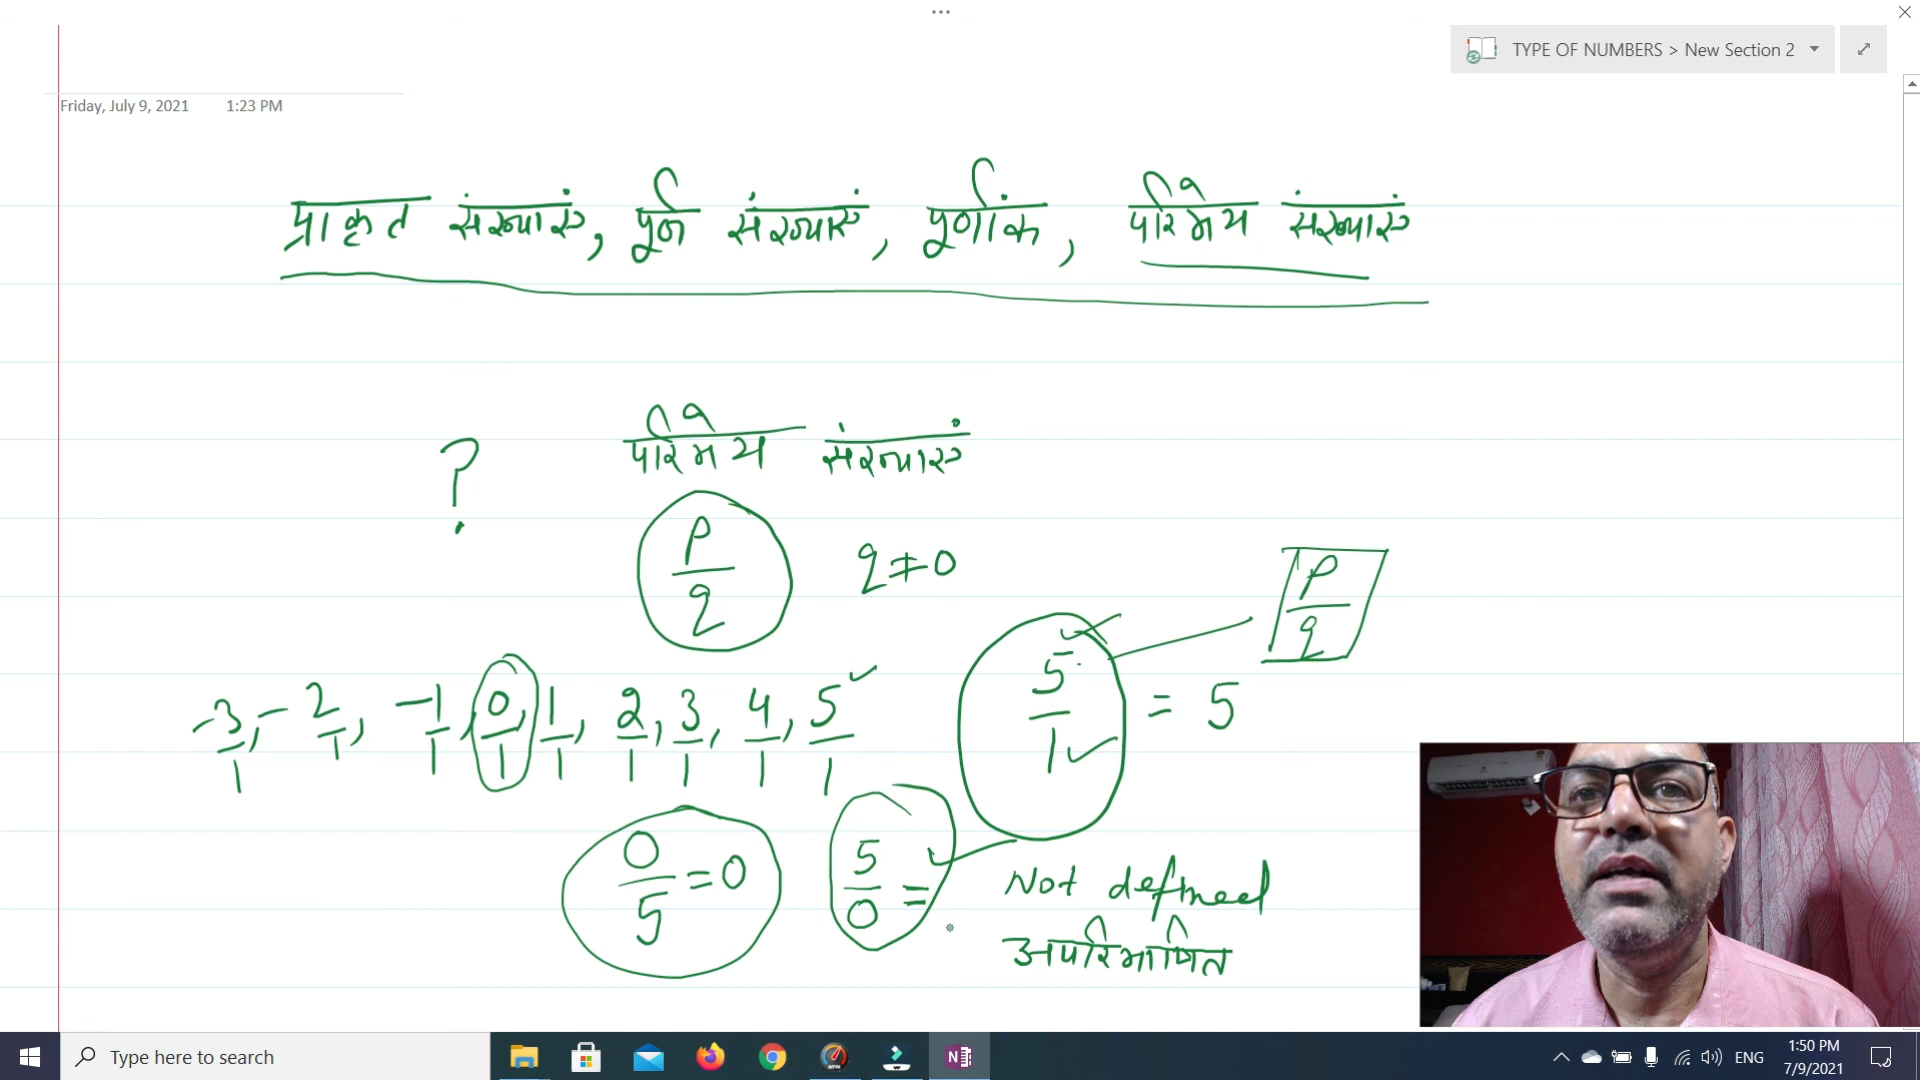 TYPE OF NUMBERS > New Section 2
Friday, July 9, 2021 1:23 PM
प्राकृत संख्याएं, पूर्ण संख्याएं, पूर्णांक, परिमेय संख्याएं
?
परिमेय संख्याएं
p/q q≠0
p/q
-3/1, -2/1, -1/1, 0/1, 1/1, 2/1, 3/1, 4/1, 5/1
5/1 = 5
0/5 = 0
5/0 = Not defined
अपरिभाषित
Type here to search
ENG
1:50 PM
7/9/2021